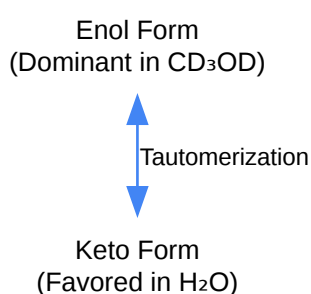 Enol Form
(Dominant in CD₃OD)
Tautomerization
Keto Form
(Favored in H₂O)